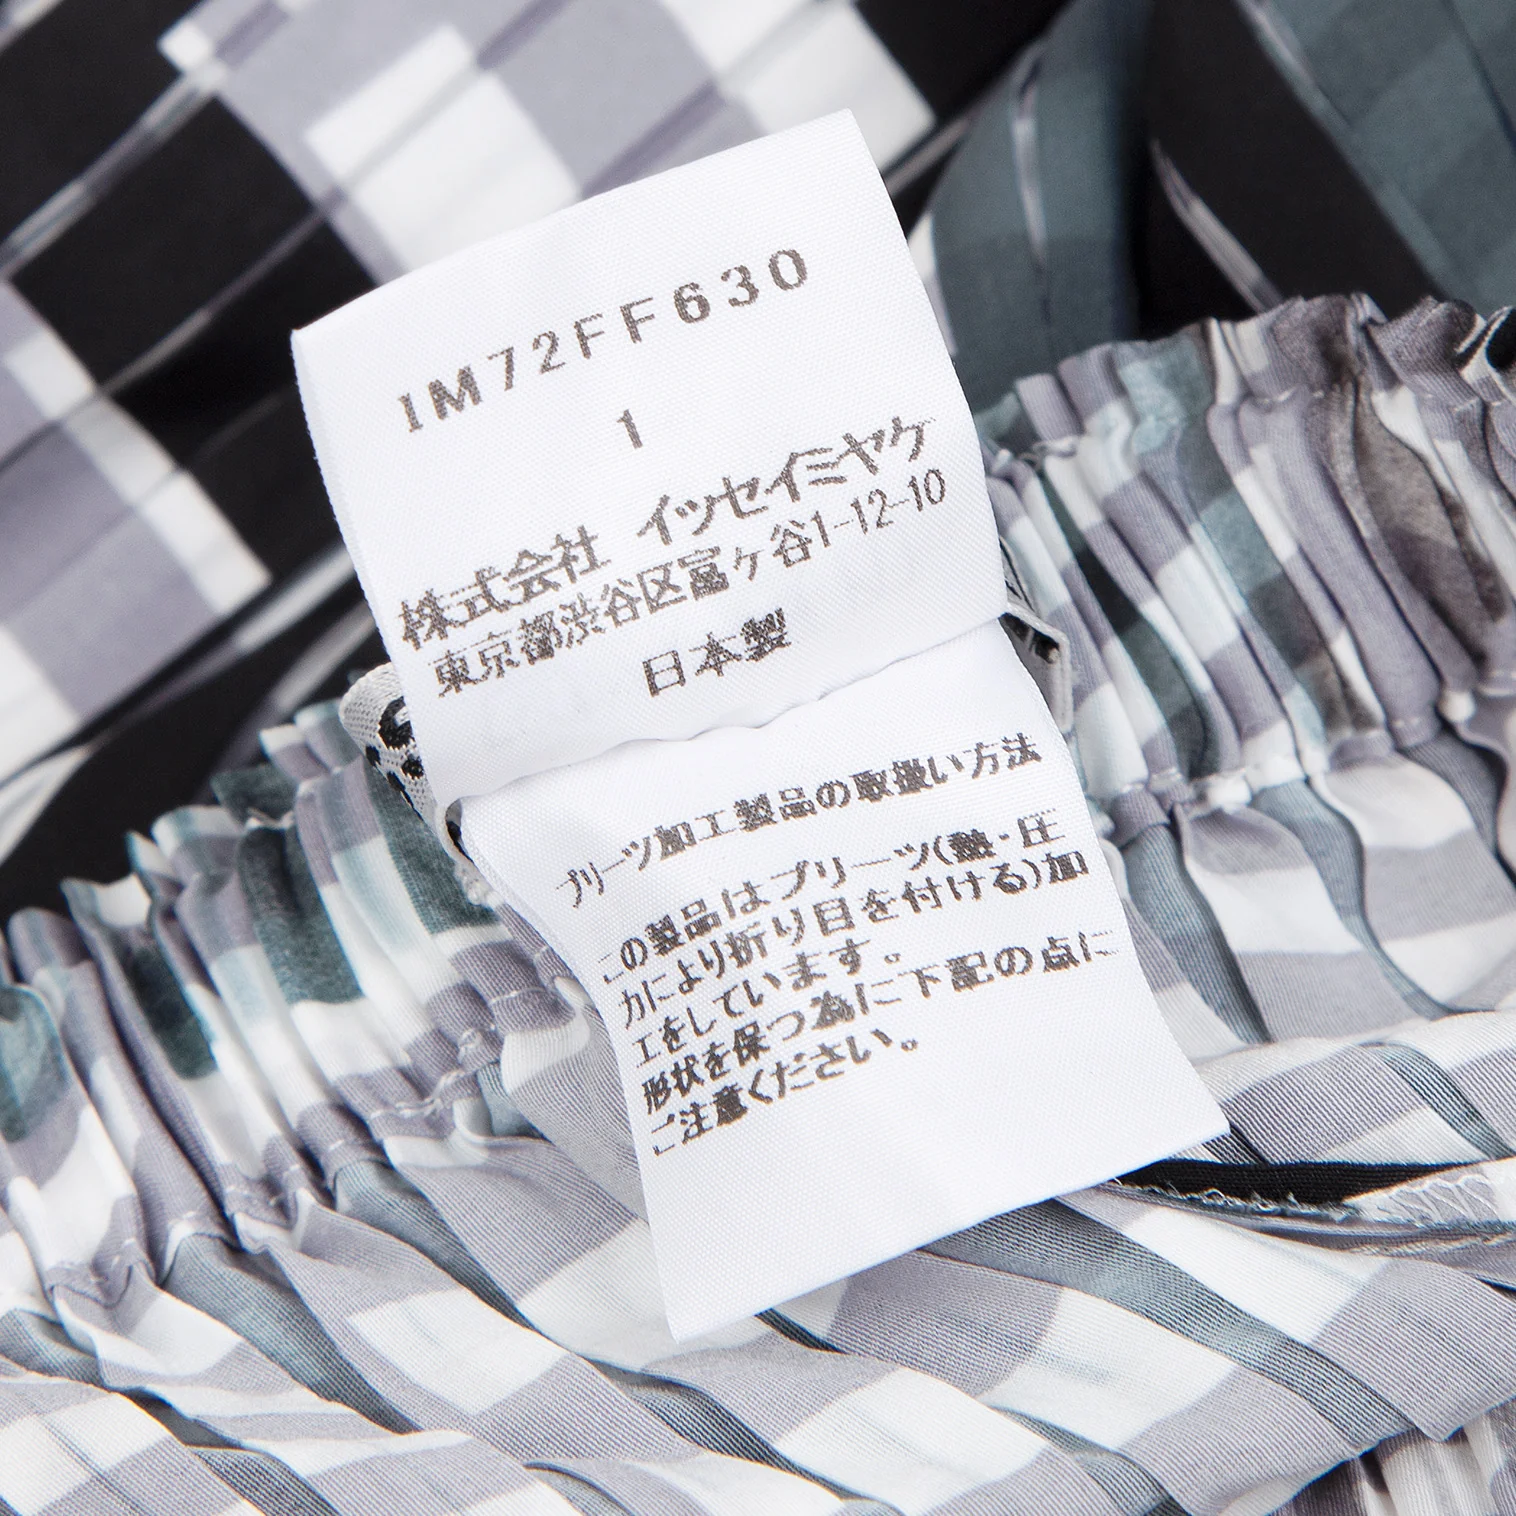 IM72FF630
1
株式会社 イッセイミヤケ
東京都渋谷区富ヶ谷1-12-10
日本製
プリーツ加工製品の取扱い方法
この製品はプリーツ(熱・圧
力により折り目を付ける)加
工をしています。
形状を保つ為に下記の点に
ご注意ください。